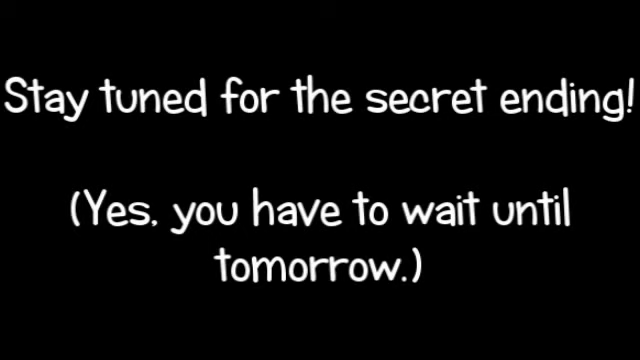 Stay tuned for the secret ending!
(Yes, you have to wait until
tomorrow.)